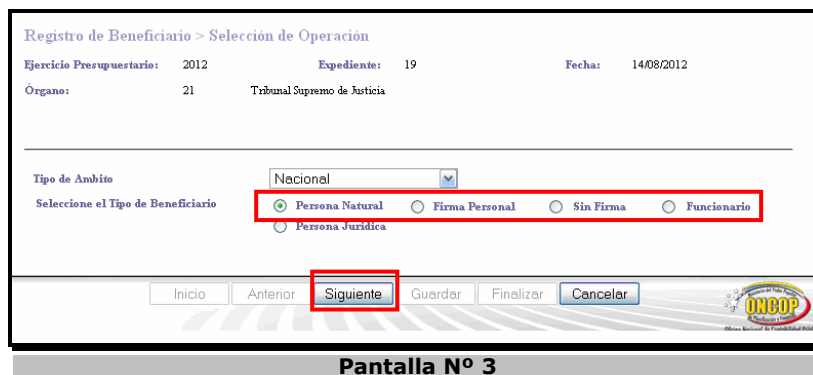 Registro de Beneficiario > Selección de Operación
Ejercicio Presupuestario: 2012 Expediente: 19 Fecha: 14/08/2012
Órgano: 21 Tribunal Supremo de Justicia
Tipo de Ambito Nacional
Seleccione el Tipo de Beneficiario Persona Natural Firma Personal Sin Firma Funcionario
Persona Juridica
Inicio Anterior Siguiente Guardar Finalizar Cancelar
ONCOP
Pantalla Nº 3